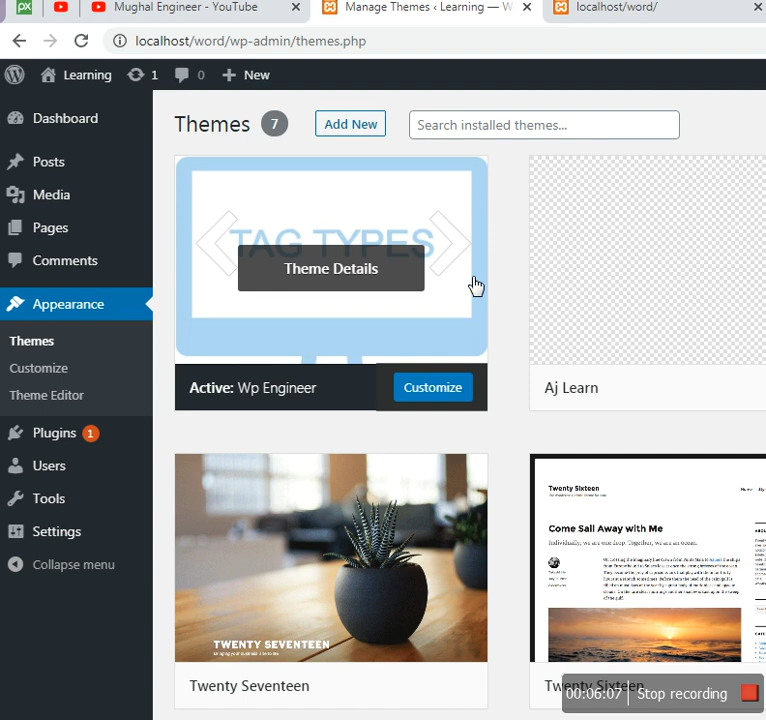 px
Mughal Engineer - YouTube
Manage Themes ‹ Learning — W
localhost/word/
localhost/word/wp-admin/themes.php
Learning
1
0
New
Dashboard
Themes
7
Add New
Search installed themes...
Posts
Media
Pages
Comments
TAG TYPES
Theme Details
Appearance
Themes
Customize
Theme Editor
Active: Wp Engineer
Customize
Aj Learn
Plugins
1
Users
Tools
Settings
Collapse menu
TWENTY SEVENTEEN
Twenty Sixteen
Come Sail Away with Me
Individually, we are one drop. Together, we are an ocean.
Twenty Seventeen
Twenty Sixteen
00:06:07
Stop recording